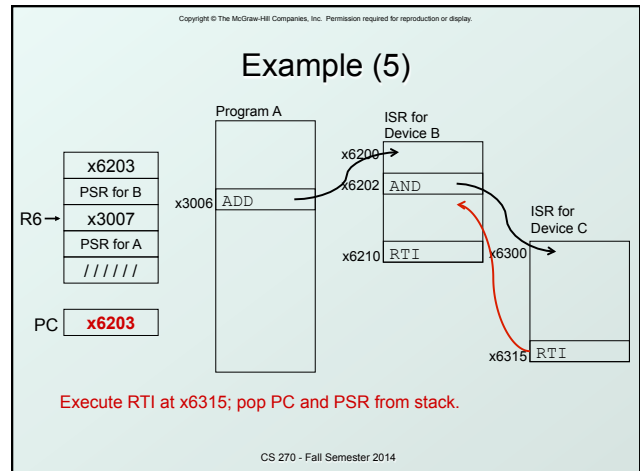 Copyright © The McGraw-Hill Companies, Inc. Permission required for reproduction or display.
Example (5)
Program A
ISR for
Device B
x6200
x6203
PSR for B
x6202 AND
R6 x3007
x3006 ADD
ISR for
Device C
PSR for A
x6210 RTI
x6300
//////
PC x6203
x6315 RTI
Execute RTI at x6315; pop PC and PSR from stack.
CS 270 - Fall Semester 2014